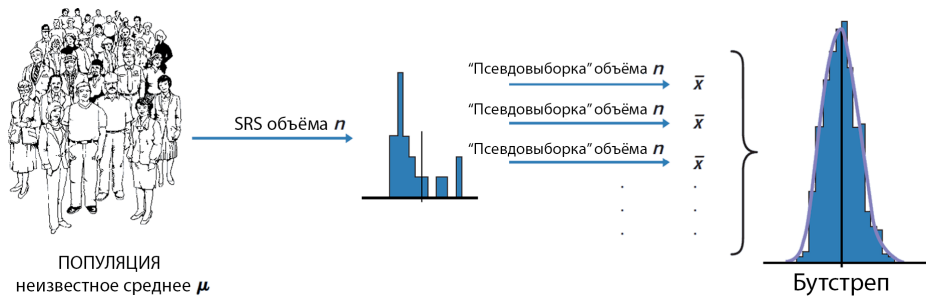 “Псевдовыборка” объёма n
x̄
“Псевдовыборка” объёма n
x̄
SRS объёма n
“Псевдовыборка” объёма n
x̄
ПОПУЛЯЦИЯ
неизвестное среднее μ
Бутстреп